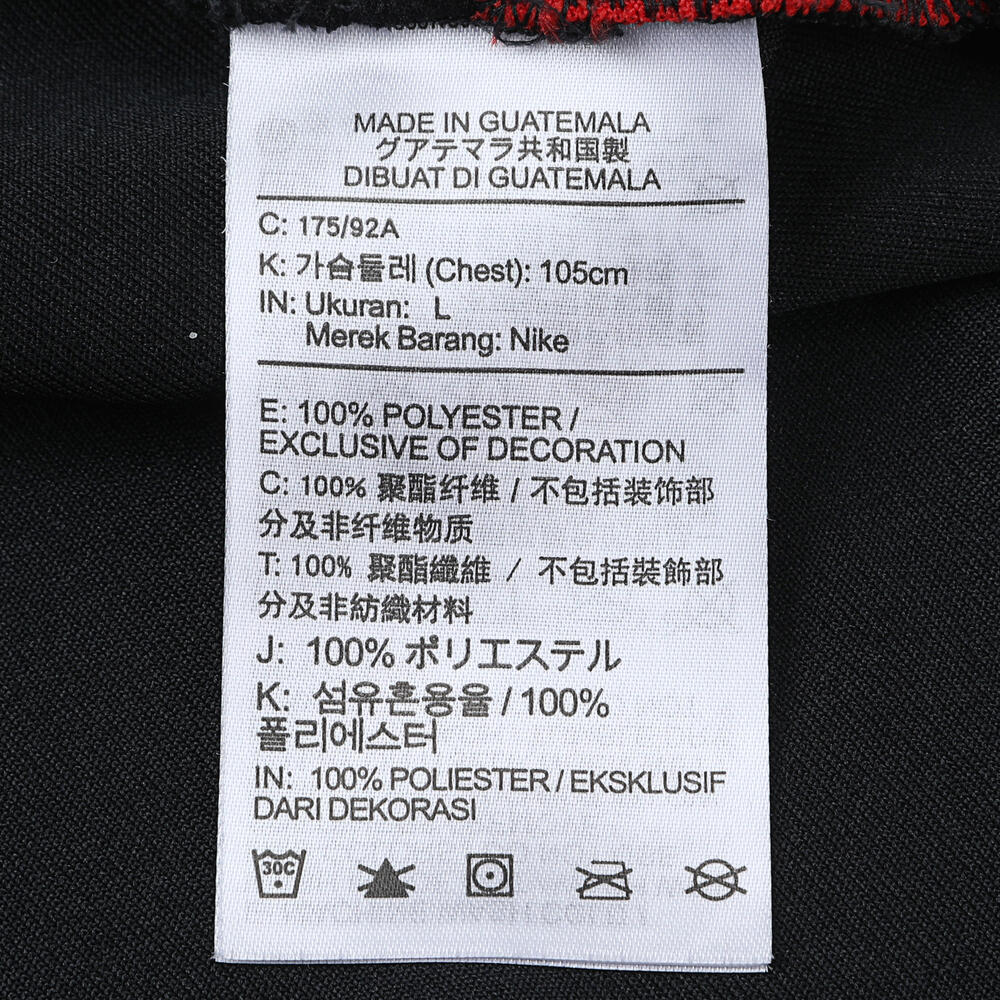 MADE IN GUATEMALA
グアテマラ共和国製
DIBUAT DI GUATEMALA
C: 175/92A
K: 가슴둘레 (Chest): 105cm
IN: Ukuran: L
Merek Barang: Nike
E: 100% POLYESTER /
EXCLUSIVE OF DECORATION
C: 100% 聚酯纤维 / 不包括装饰部
分及非纤维物质
T: 100% 聚酯纖維 / 不包括裝飾部
分及非紡織材料
J: 100% ポリエステル
K: 섬유혼용율 / 100%
폴리에스터
IN: 100% POLIESTER / EKSKLUSIF
DARI DEKORASI
30C